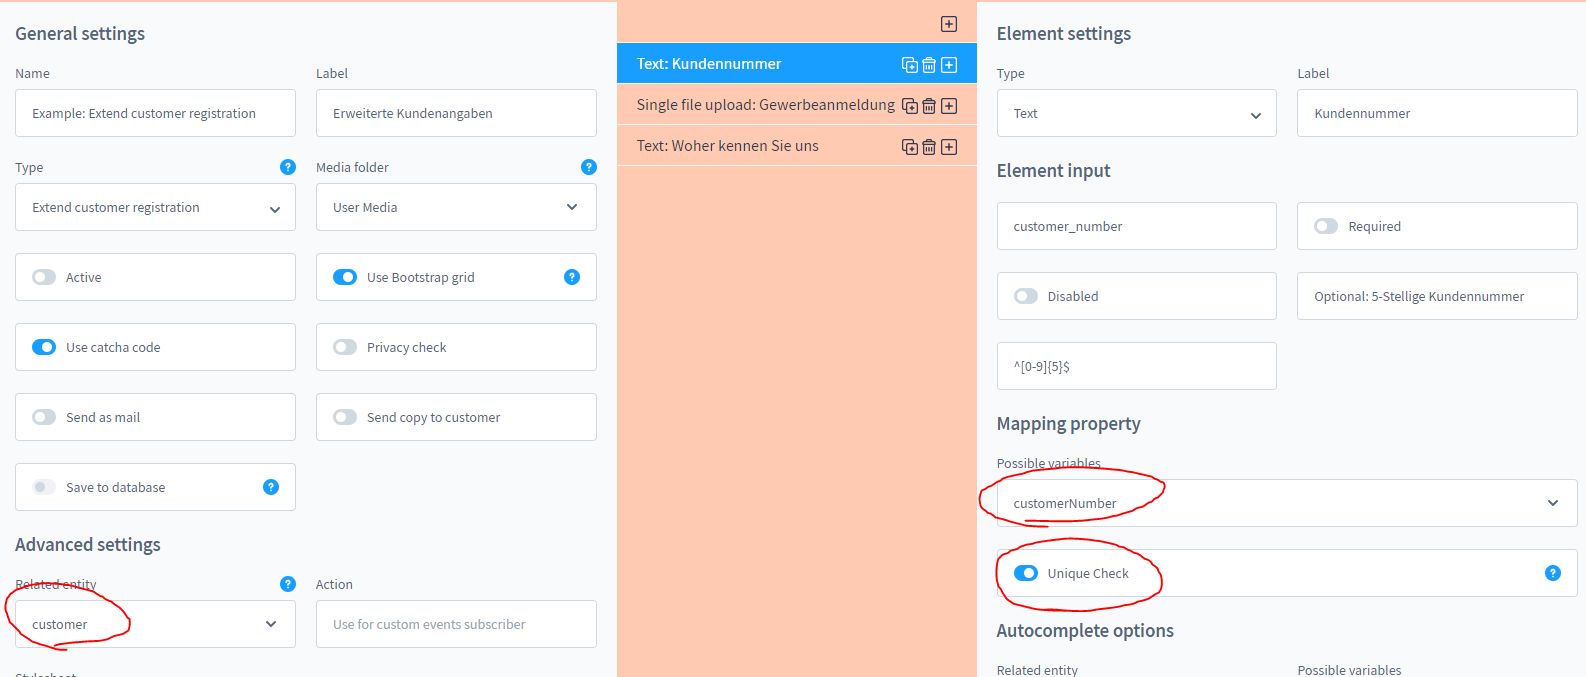 General settings
Name
Label
Example: Extend customer registration
Erweiterte Kundenangaben
Type
?
Media folder
?
Extend customer registration
User Media
Active
Use Bootstrap grid
?
Use catcha code
Privacy check
Send as mail
Send copy to customer
Save to database
?
Advanced settings
Related entity
?
Action
customer
Use for custom events subscriber
Stylesheet
Text: Kundennummer
Single file upload: Gewerbeanmeldung
Text: Woher kennen Sie uns
Element settings
Type
Label
Text
Kundennummer
Element input
customer_number
Required
Disabled
Optional: 5-Stellige Kundennummer
^[0-9]{5}$
Mapping property
Possible variables
customerNumber
Unique Check
?
Autocomplete options
Related entity
Possible variables